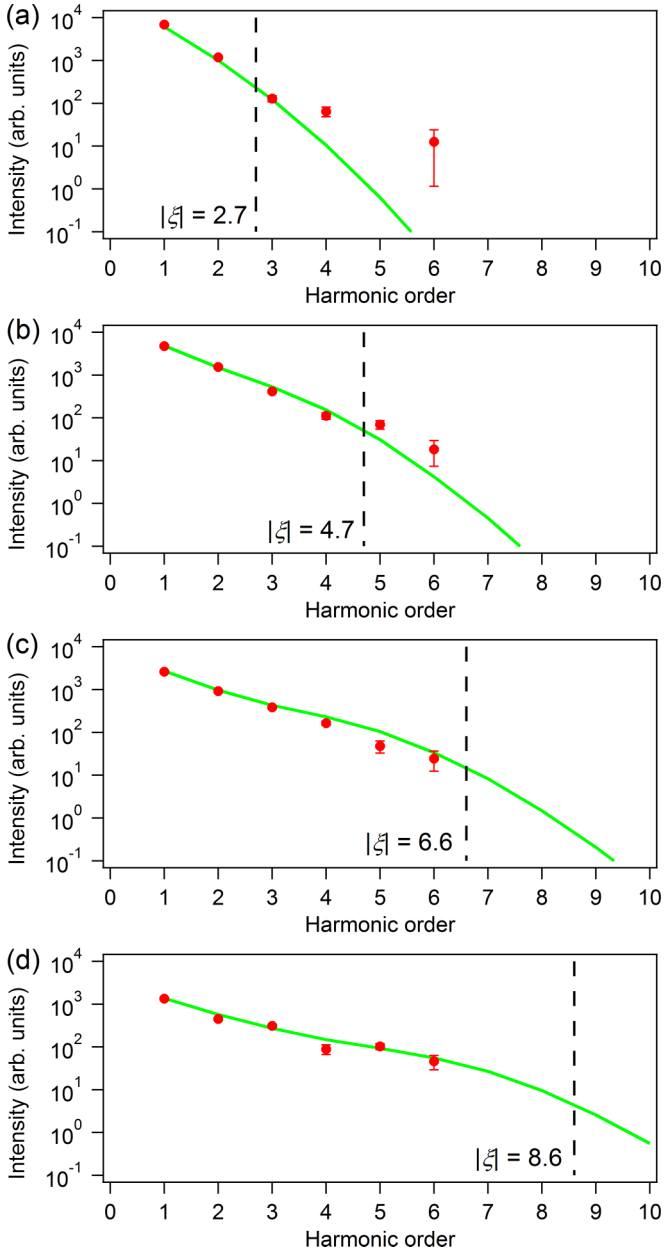 (a)
Intensity (arb. units)
10⁴
10³
10²
10¹
10⁰
10⁻¹
|ξ| = 2.7
0 1 2 3 4 5 6 7 8 9 10
Harmonic order
(b)
Intensity (arb. units)
10⁴
10³
10²
10¹
10⁰
10⁻¹
|ξ| = 4.7
0 1 2 3 4 5 6 7 8 9 10
Harmonic order
(c)
Intensity (arb. units)
10⁴
10³
10²
10¹
10⁰
10⁻¹
|ξ| = 6.6
0 1 2 3 4 5 6 7 8 9 10
Harmonic order
(d)
Intensity (arb. units)
10⁴
10³
10²
10¹
10⁰
10⁻¹
|ξ| = 8.6
0 1 2 3 4 5 6 7 8 9 10
Harmonic order